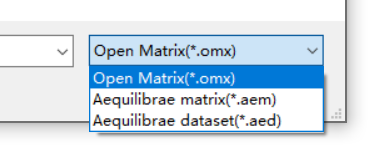 Open Matrix(*.omx)
Open Matrix(*.omx)
Aequilibrae matrix(*.aem)
Aequilibrae dataset(*.aed)